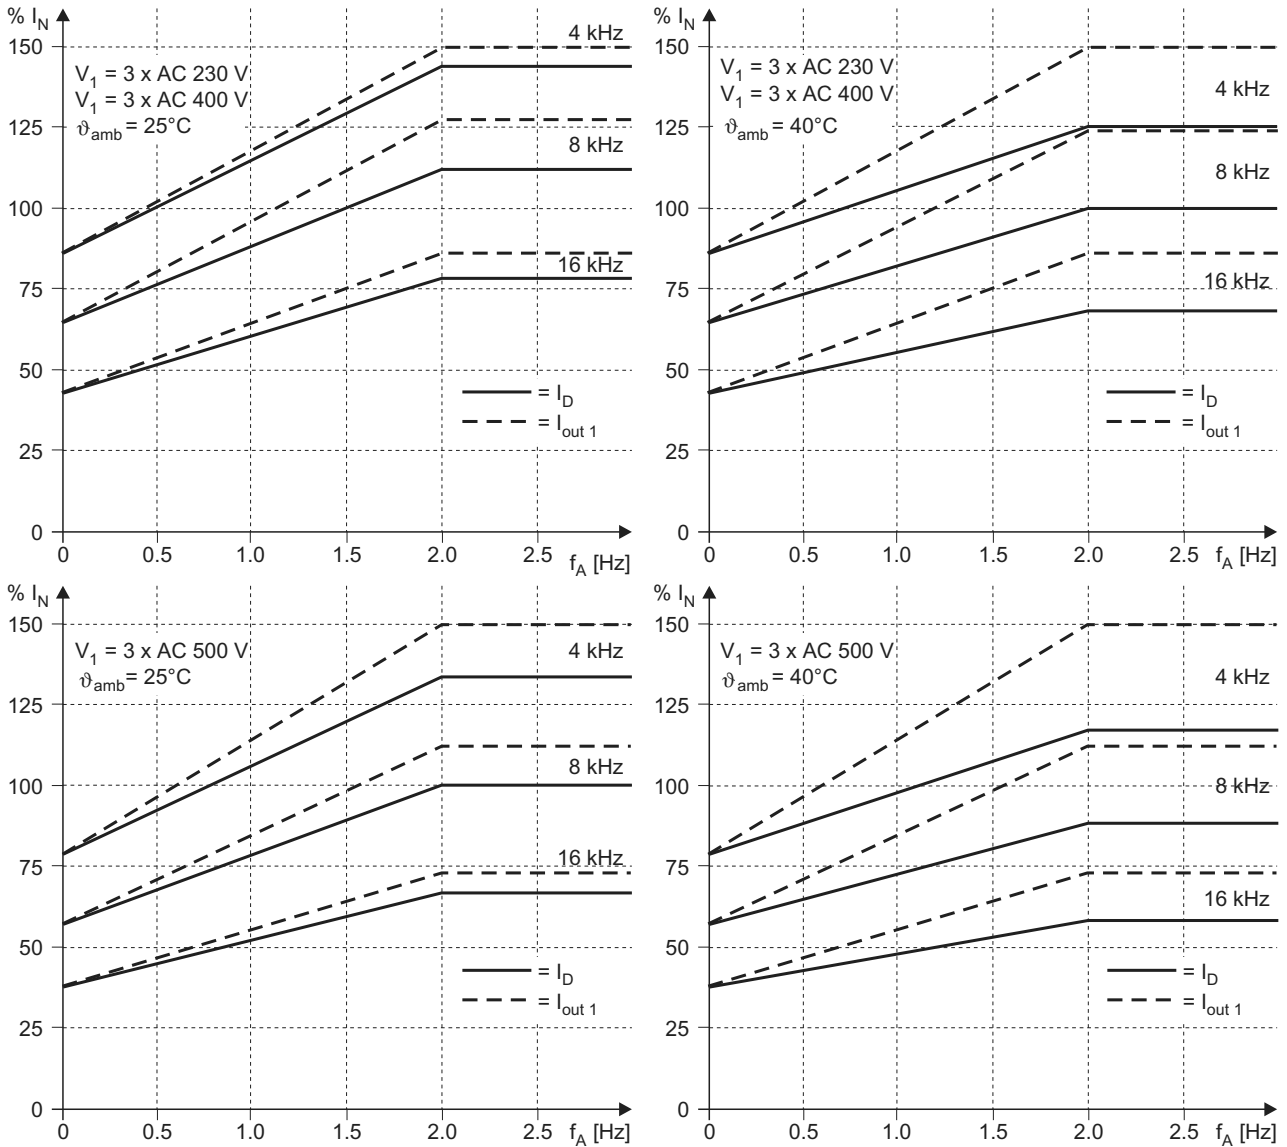 % I_N
150
125
100
75
50
25
0
V_1 = 3 x AC 230 V
V_1 = 3 x AC 400 V
ϑ_amb = 25°C
4 kHz
8 kHz
16 kHz
= I_D
= I_out 1
0 0.5 1.0 1.5 2.0 2.5 f_A [Hz]
% I_N
150
125
100
75
50
25
0
V_1 = 3 x AC 230 V
V_1 = 3 x AC 400 V
ϑ_amb = 40°C
4 kHz
8 kHz
16 kHz
= I_D
= I_out 1
0 0.5 1.0 1.5 2.0 2.5 f_A [Hz]
% I_N
150
125
100
75
50
25
0
V_1 = 3 x AC 500 V
ϑ_amb = 25°C
4 kHz
8 kHz
16 kHz
= I_D
= I_out 1
0 0.5 1.0 1.5 2.0 2.5 f_A [Hz]
% I_N
150
125
100
75
50
25
0
V_1 = 3 x AC 500 V
ϑ_amb = 40°C
4 kHz
8 kHz
16 kHz
= I_D
= I_out 1
0 0.5 1.0 1.5 2.0 2.5 f_A [Hz]